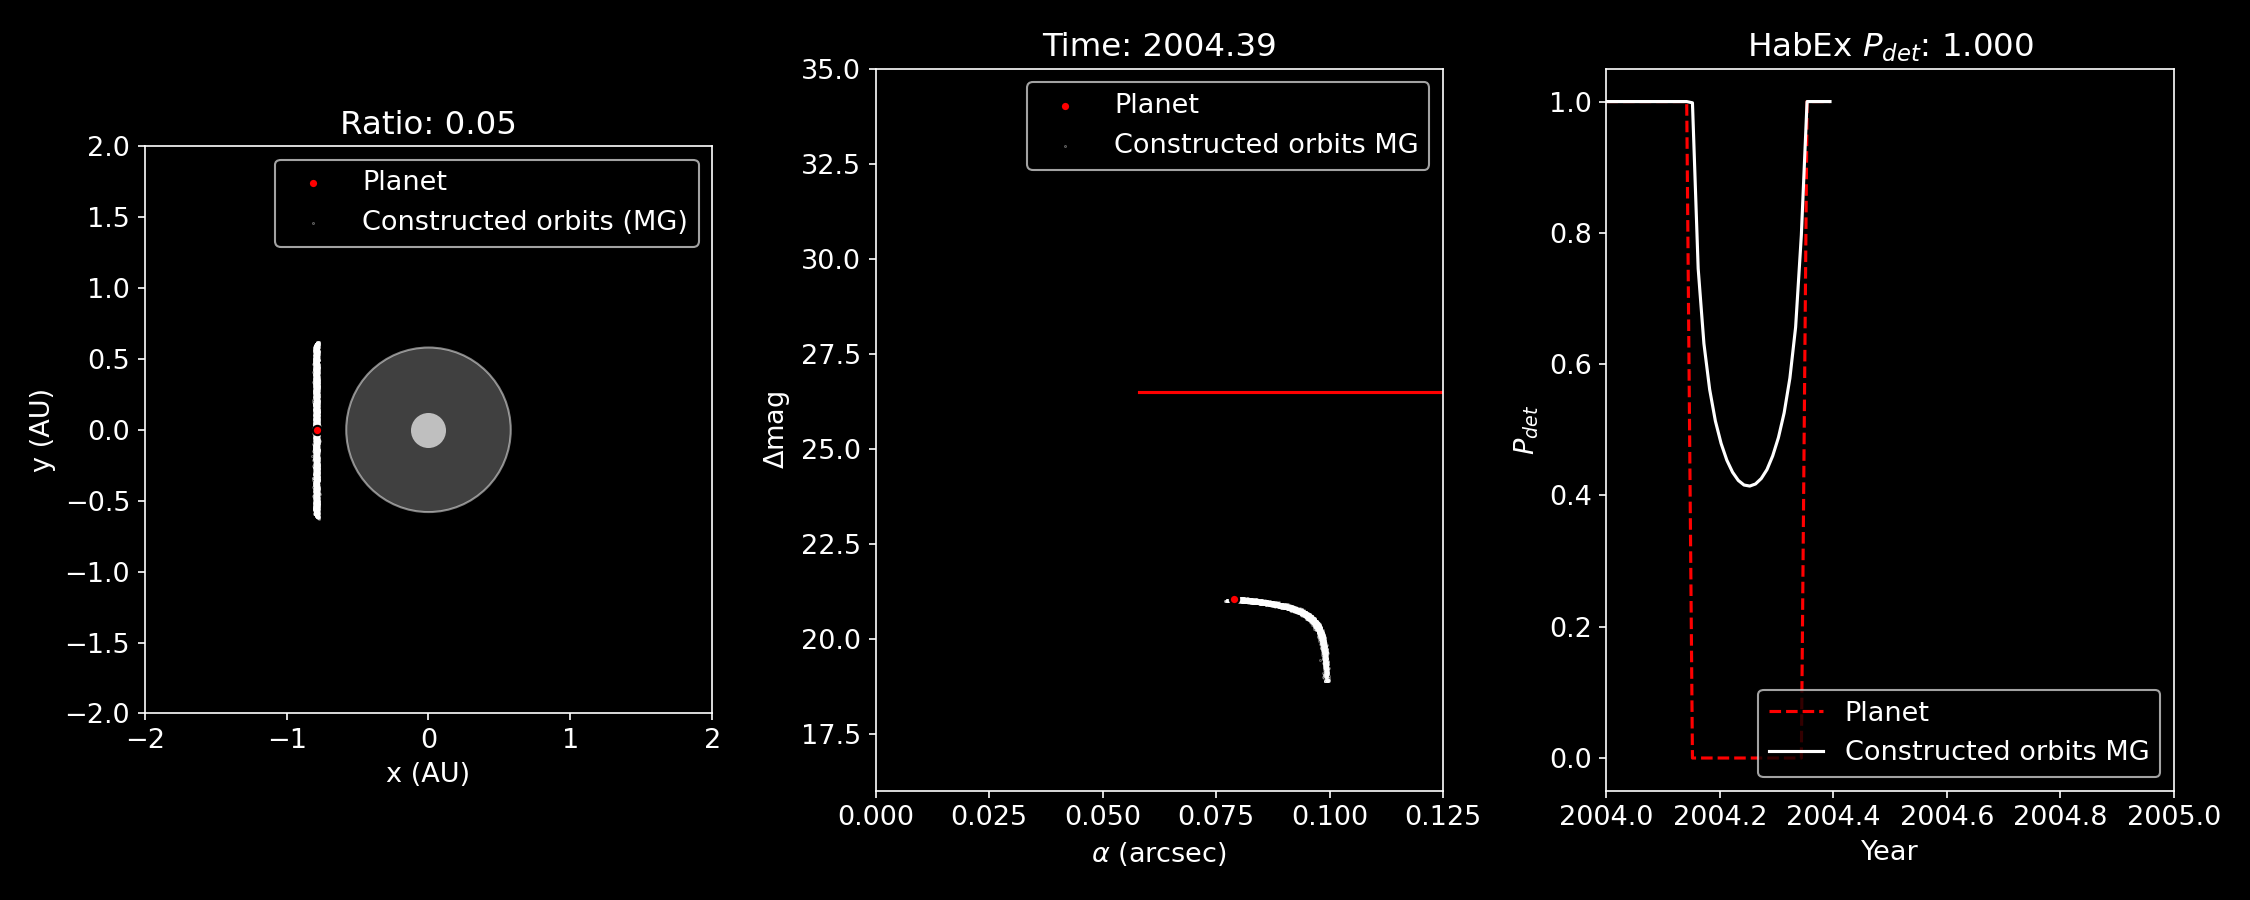 Ratio: 0.05
Planet
Constructed orbits (MG)
2.0
1.5
1.0
0.5
0.0
−0.5
−1.0
−1.5
−2.0
y (AU)
−2 −1 0 1 2
x (AU)
Time: 2004.39
Planet
Constructed orbits MG
35.0
32.5
30.0
27.5
25.0
22.5
20.0
17.5
Δmag
0.000 0.025 0.050 0.075 0.100 0.125
α (arcsec)
HabEx P_det: 1.000
1.0
0.8
0.6
0.4
0.2
0.0
P_det
Planet
Constructed orbits MG
2004.0 2004.2 2004.4 2004.6 2004.8 2005.0
Year